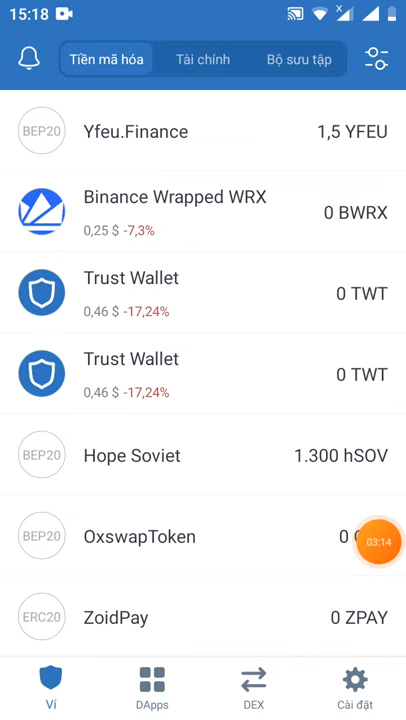 15:18
Tiền mã hóa
Tài chính
Bộ sưu tập
BEP20
Yfeu.Finance
1,5 YFEU
Binance Wrapped WRX
0 BWRX
0,25 $ -7,3%
Trust Wallet
0 TWT
0,46 $ -17,24%
Trust Wallet
0 TWT
0,46 $ -17,24%
BEP20
Hope Soviet
1.300 hSOV
BEP20
OxswapToken
0
03:14
ERC20
ZoidPay
0 ZPAY
Ví
DApps
DEX
Cài đặt